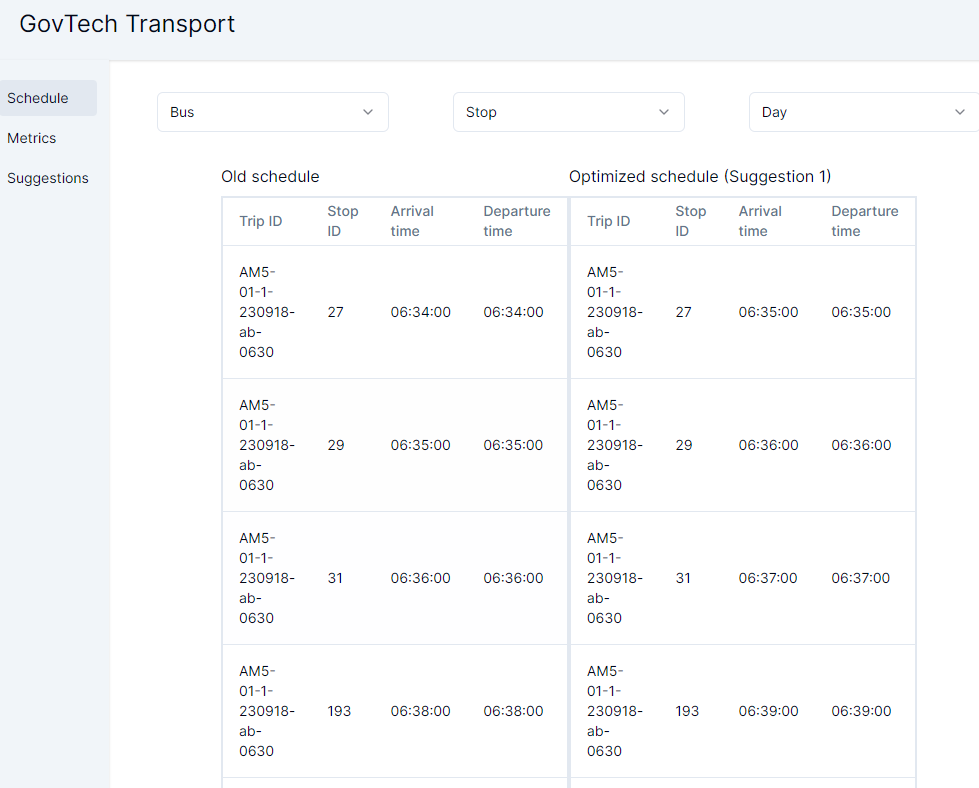 GovTech Transport
Schedule
Metrics
Suggestions
Bus
Stop
Day
Old schedule
Trip ID Stop ID Arrival time Departure time
AM5-01-1-230918-ab-0630 27 06:34:00 06:34:00
AM5-01-1-230918-ab-0630 29 06:35:00 06:35:00
AM5-01-1-230918-ab-0630 31 06:36:00 06:36:00
AM5-01-1-230918-ab-0630 193 06:38:00 06:38:00
Optimized schedule (Suggestion 1)
Trip ID Stop ID Arrival time Departure time
AM5-01-1-230918-ab-0630 27 06:35:00 06:35:00
AM5-01-1-230918-ab-0630 29 06:36:00 06:36:00
AM5-01-1-230918-ab-0630 31 06:37:00 06:37:00
AM5-01-1-230918-ab-0630 193 06:39:00 06:39:00